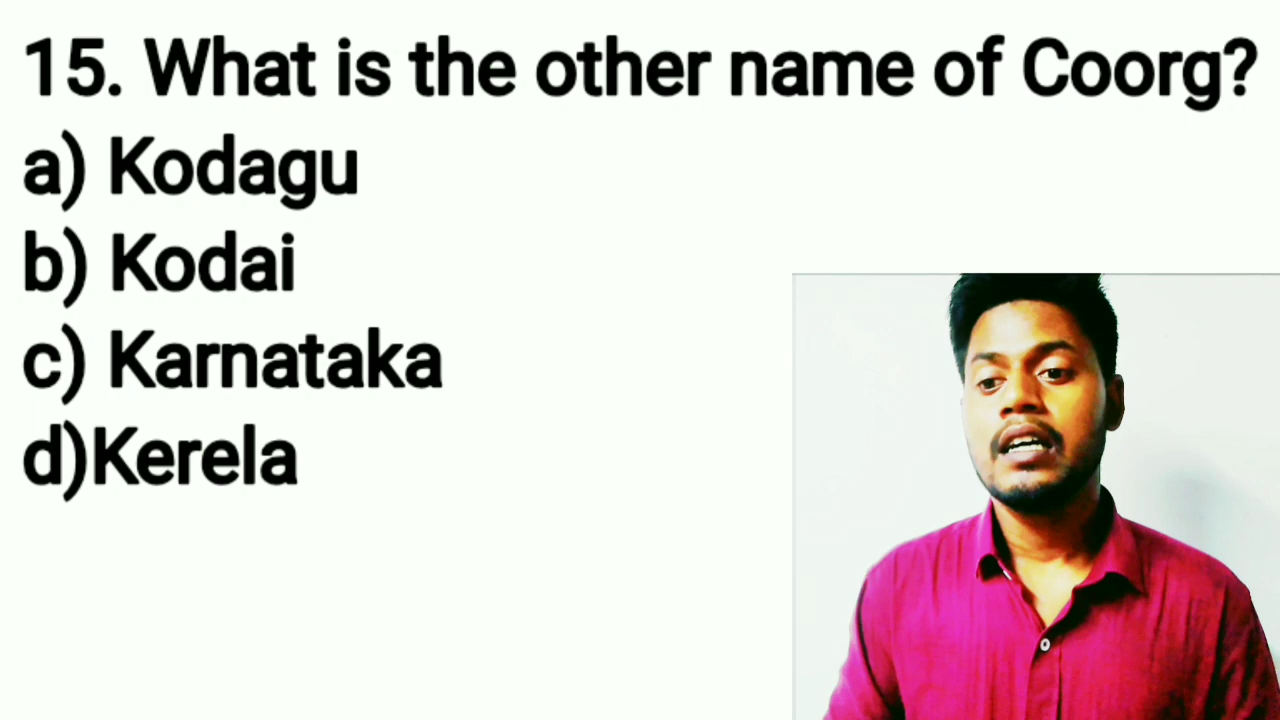 15. What is the other name of Coorg?
a) Kodagu
b) Kodai
c) Karnataka
d)Kerela